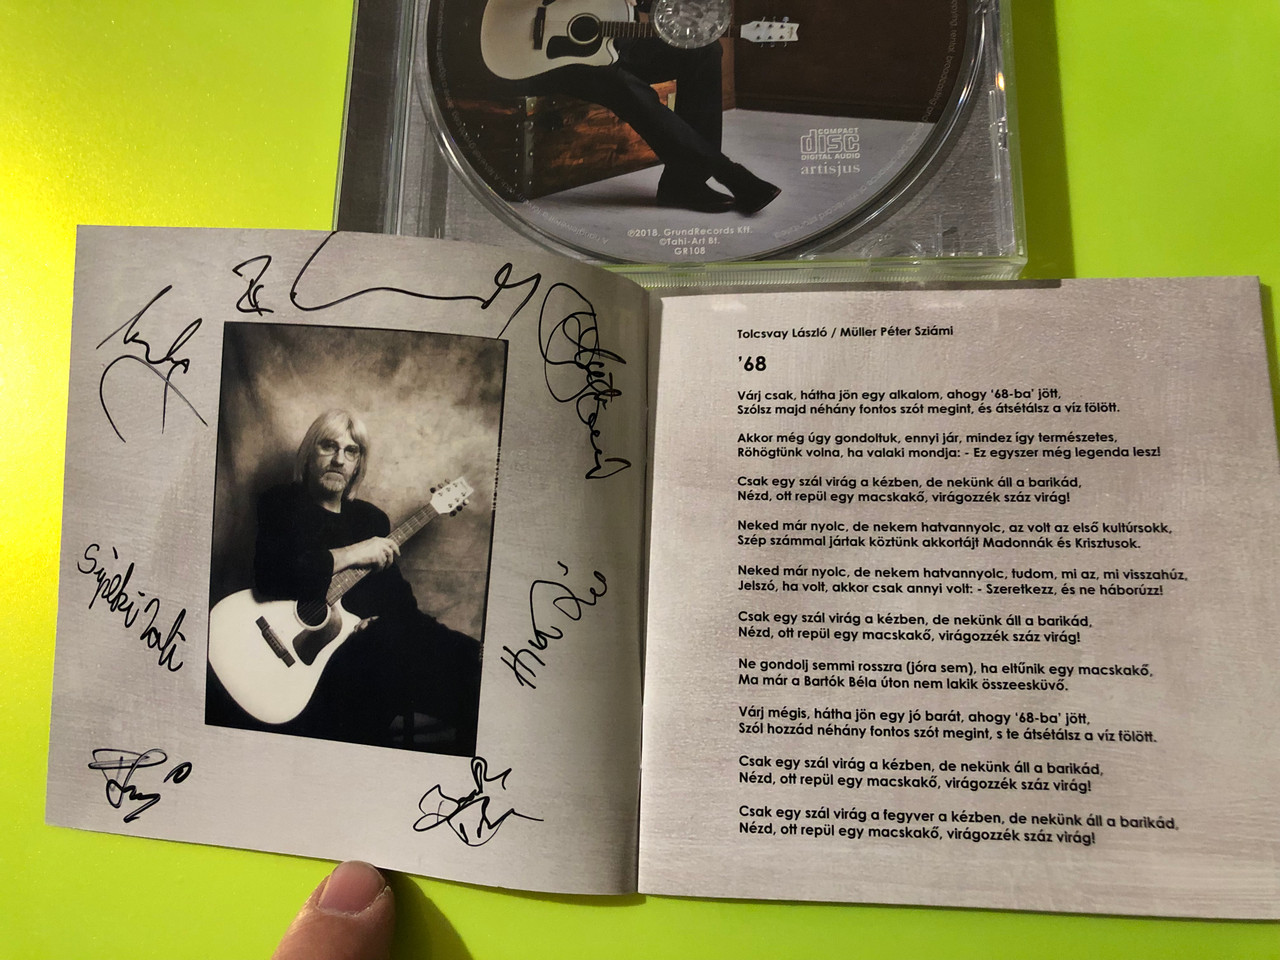 COMPACT
disc
DIGITAL AUDIO
artisjus
℗2018. GrundRecords Kft.
©Tahl-Art Bt.
GR108
Tolcsvay László / Müller Péter Sziámi
’68
Várj csak, hátha jön egy alkalom, ahogy ‘68-ba’ jött,
Szólsz majd néhány fontos szót megint, és átsétálsz a víz fölött.
Akkor még úgy gondoltuk, ennyi jár, mindez így természetes,
Röhögtünk volna, ha valaki mondja: - Ez egyszer még legenda lesz!
Csak egy szál virág a kézben, de nekünk áll a barikád,
Nézd, ott repül egy macskakő, virágozzék száz virág!
Neked már nyolc, de nekem hatvannyolc, az volt az első kultúrsokk,
Szép számmal jártak köztünk akkortájt Madonnák és Krisztusok.
Neked már nyolc, de nekem hatvannyolc, tudom, mi az, mi visszahúz,
Jelszó, ha volt, akkor csak annyi volt: - Szeretkezz, és ne háborúzz!
Csak egy szál virág a kézben, de nekünk áll a barikád,
Nézd, ott repül egy macskakő, virágozzék száz virág!
Ne gondolj semmi rosszra (jóra sem), ha eltűnik egy macskakő,
Ma már a Bartók Béla úton nem lakik összeesküvő.
Várj mégis, hátha jön egy jó barát, ahogy ‘68-ba’ jött,
Szól hozzád néhány fontos szót megint, s te átsétálsz a víz fölött.
Csak egy szál virág a kézben, de nekünk áll a barikád,
Nézd, ott repül egy macskakő, virágozzék száz virág!
Csak egy szál virág a fegyver a kézben, de nekünk áll a barikád,
Nézd, ott repül egy macskakő, virágozzék száz virág!